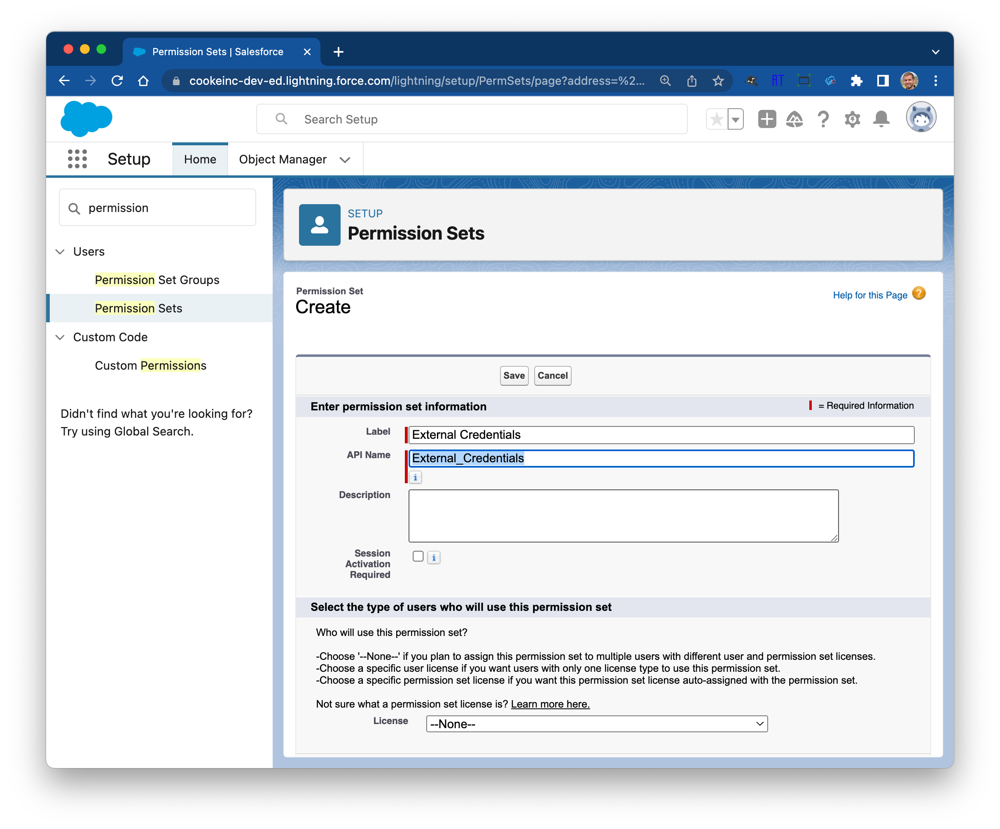 Permission Sets | Salesforce
cookeinc-dev-ed.lightning.force.com/lightning/setup/PermSets/page?address=%2...
RT
Search Setup
Setup
Home
Object Manager
permission
Users
Permission Set Groups
Permission Sets
Custom Code
Custom Permissions
Didn't find what you're looking for?
Try using Global Search.
SETUP
Permission Sets
Permission Set
Create
Help for this Page
Save
Cancel
Enter permission set information
= Required Information
Label
External Credentials
API Name
External_Credentials
Description
Session
Activation
Required
Select the type of users who will use this permission set
Who will use this permission set?
-Choose '--None--' if you plan to assign this permission set to multiple users with different user and permission set licenses.
-Choose a specific user license if you want users with only one license type to use this permission set.
-Choose a specific permission set license if you want this permission set license auto-assigned with the permission set.
Not sure what a permission set license is? Learn more here.
License
--None--